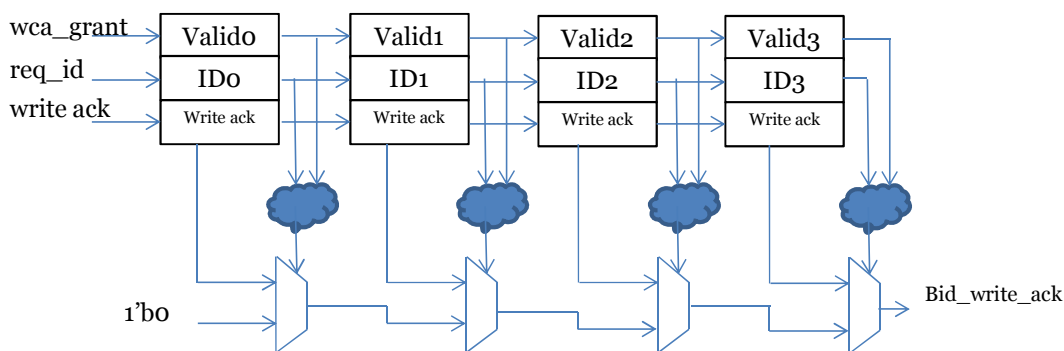 wca_grant
Valid0
Valid1
Valid2
Valid3
req_id
ID0
ID1
ID2
ID3
write ack
Write ack
Write ack
Write ack
Write ack
1’b0
Bid_write_ack